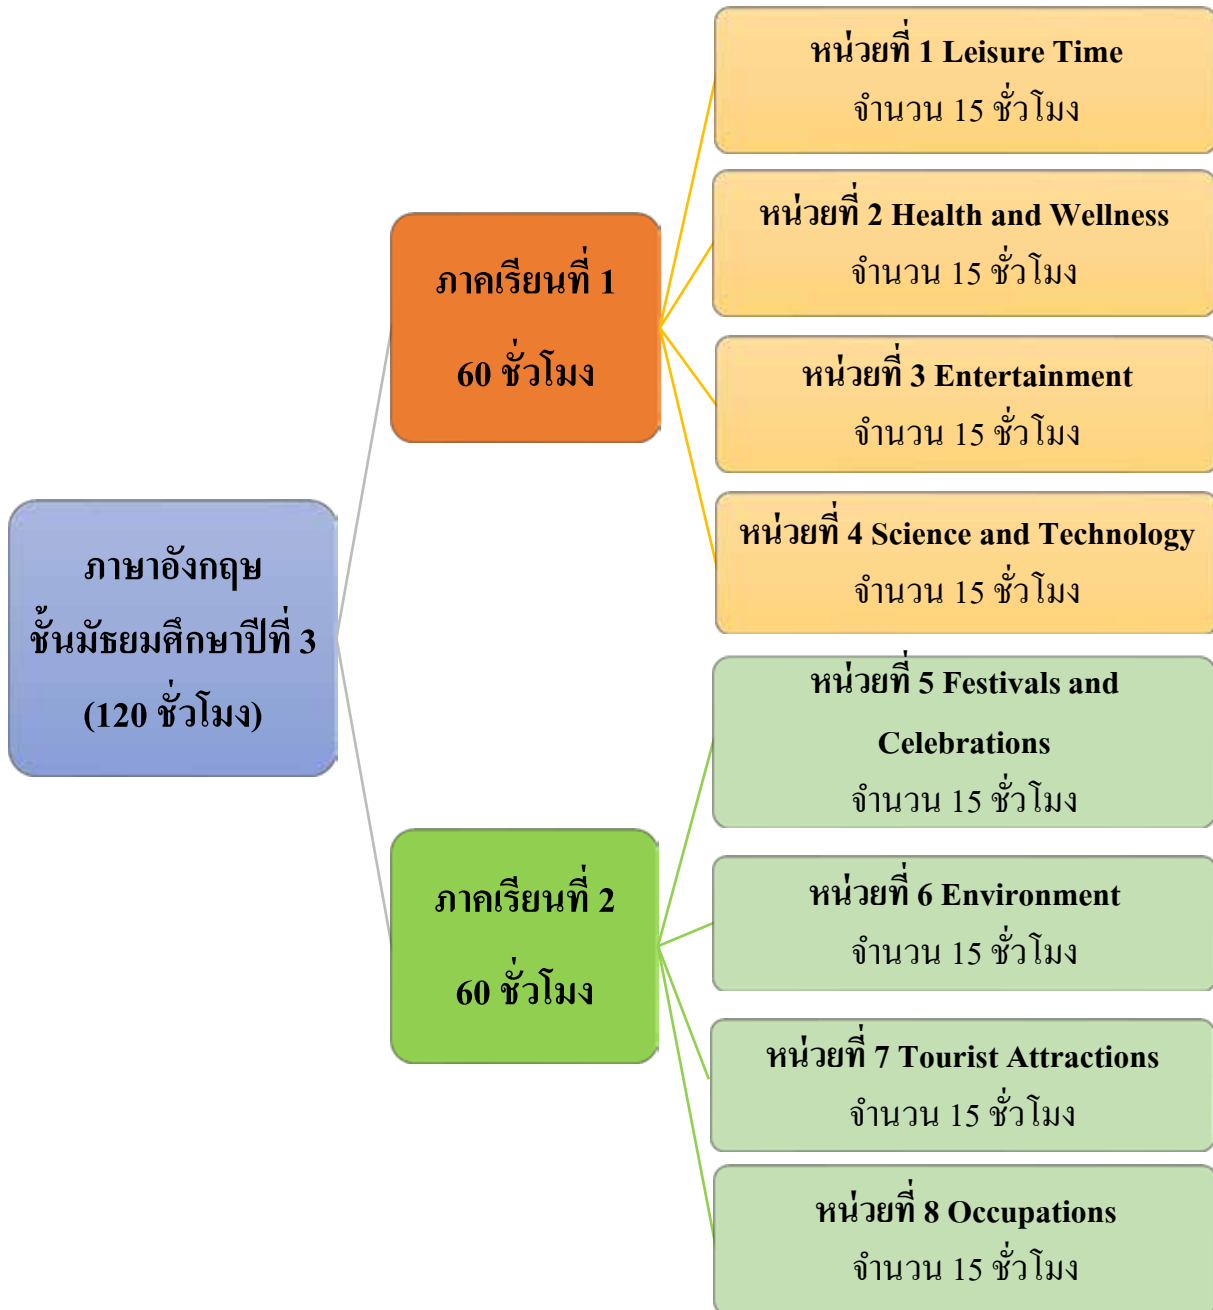 ภาษาอังกฤษ
ชั้นมัธยมศึกษาปีที่ 3
(120 ชั่วโมง)
ภาคเรียนที่ 1
60 ชั่วโมง
หน่วยที่ 1 Leisure Time
จำนวน 15 ชั่วโมง
หน่วยที่ 2 Health and Wellness
จำนวน 15 ชั่วโมง
หน่วยที่ 3 Entertainment
จำนวน 15 ชั่วโมง
หน่วยที่ 4 Science and Technology
จำนวน 15 ชั่วโมง
ภาคเรียนที่ 2
60 ชั่วโมง
หน่วยที่ 5 Festivals and
Celebrations
จำนวน 15 ชั่วโมง
หน่วยที่ 6 Environment
จำนวน 15 ชั่วโมง
หน่วยที่ 7 Tourist Attractions
จำนวน 15 ชั่วโมง
หน่วยที่ 8 Occupations
จำนวน 15 ชั่วโมง